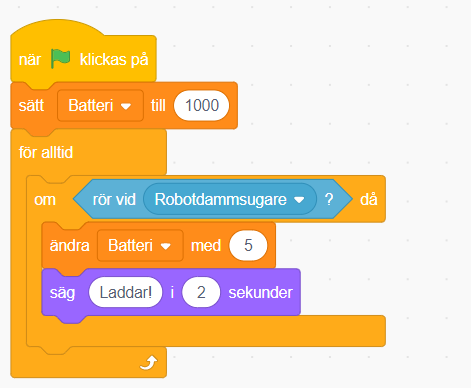 när klickas på
sätt Batteri till 1000
för alltid
om rör vid Robotdammsugare ? då
ändra Batteri med 5
säg Laddar! i 2 sekunder